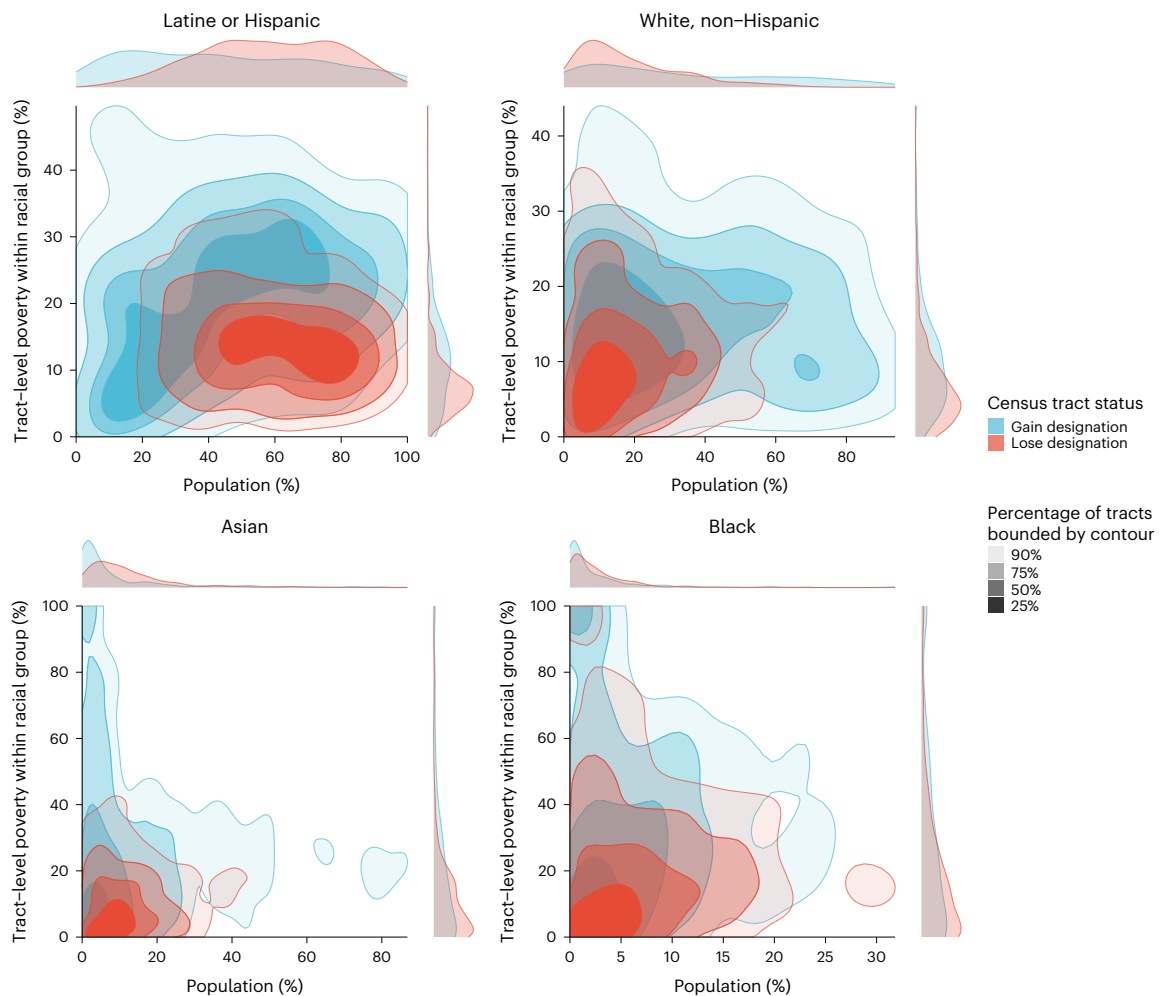 Latine or Hispanic
White, non–Hispanic
Tract–level poverty within racial group (%)
40
30
20
10
0
0 20 40 60 80 100
Population (%)
Tract–level poverty within racial group (%)
40
30
20
10
0
0 20 40 60 80
Population (%)
Census tract status
Gain designation
Lose designation
Percentage of tracts
bounded by contour
90%
75%
50%
25%
Asian
Black
Tract–level poverty within racial group (%)
100
80
60
40
20
0
0 20 40 60 80
Population (%)
Tract–level poverty within racial group (%)
100
80
60
40
20
0
0 5 10 15 20 25 30
Population (%)